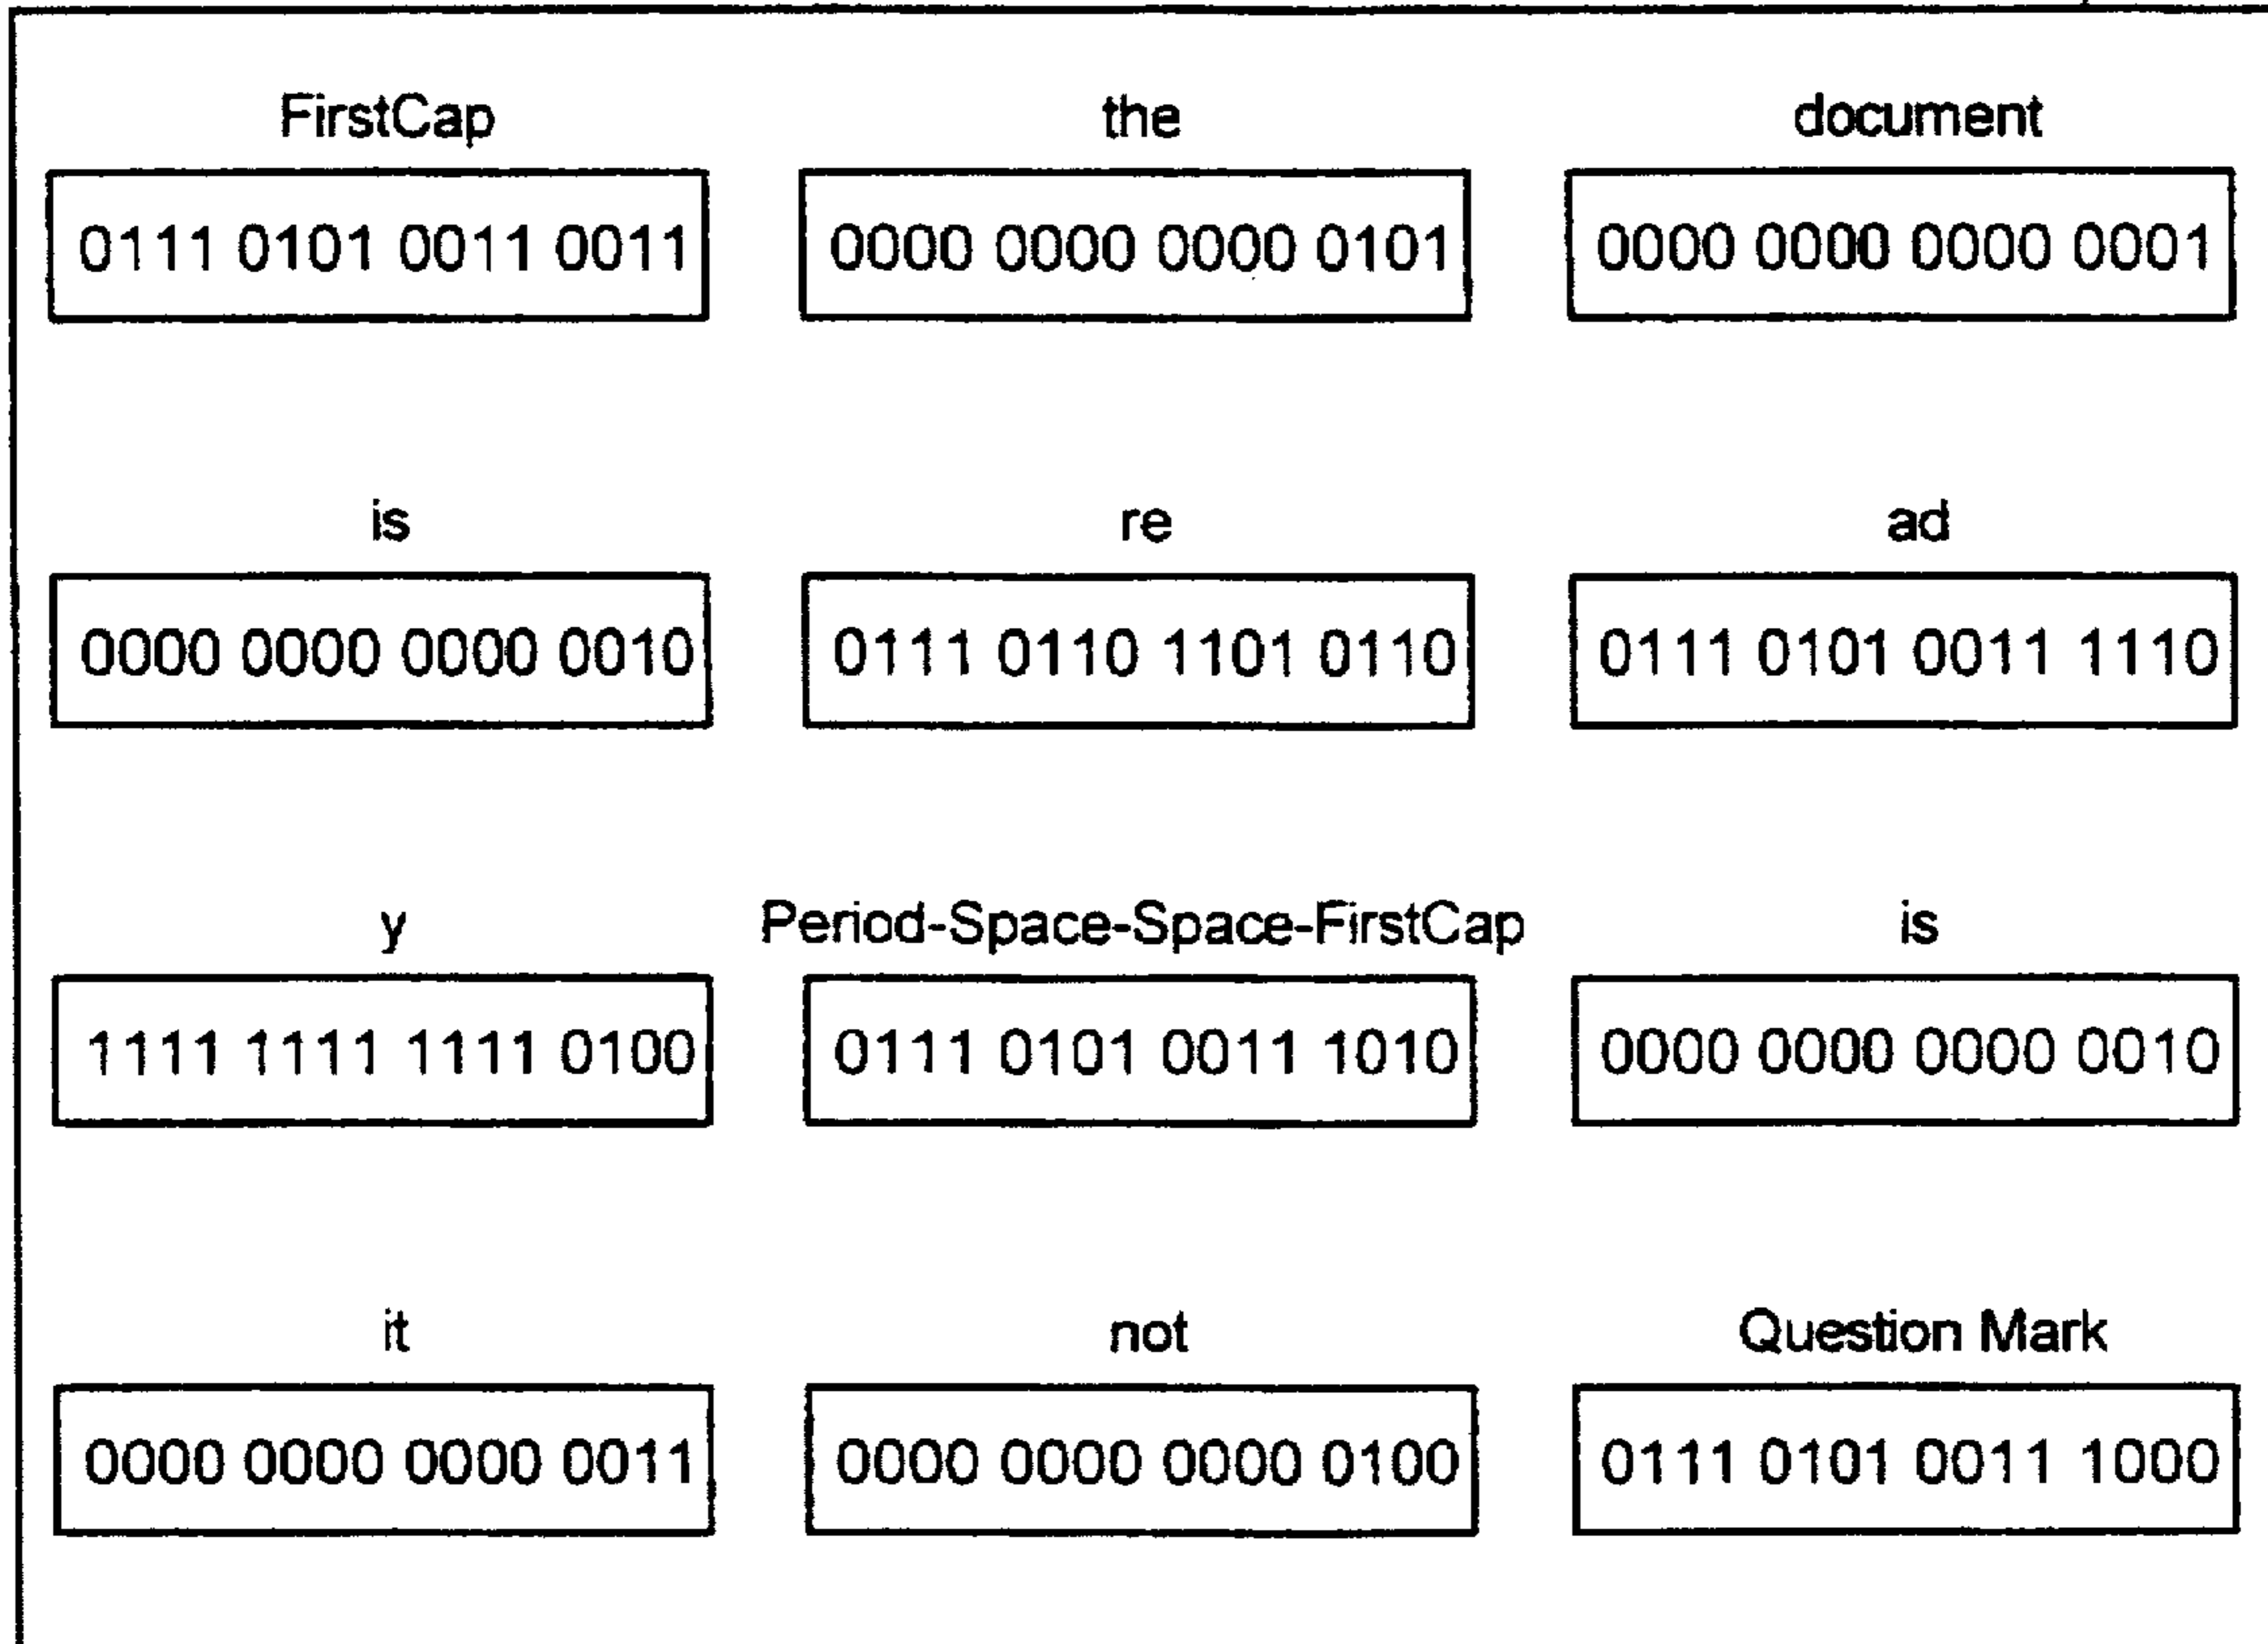 FirstCap the document
0111 0101 0011 0011 0000 0000 0000 0101 0000 0000 0000 0001
is re ad
0000 0000 0000 0010 0111 0110 1101 0110 0111 0101 0011 1110
y Period-Space-Space-FirstCap is
1111 1111 1111 0100 0111 0101 0011 1010 0000 0000 0000 0010
it not Question Mark
0000 0000 0000 0011 0000 0000 0000 0100 0111 0101 0011 1000